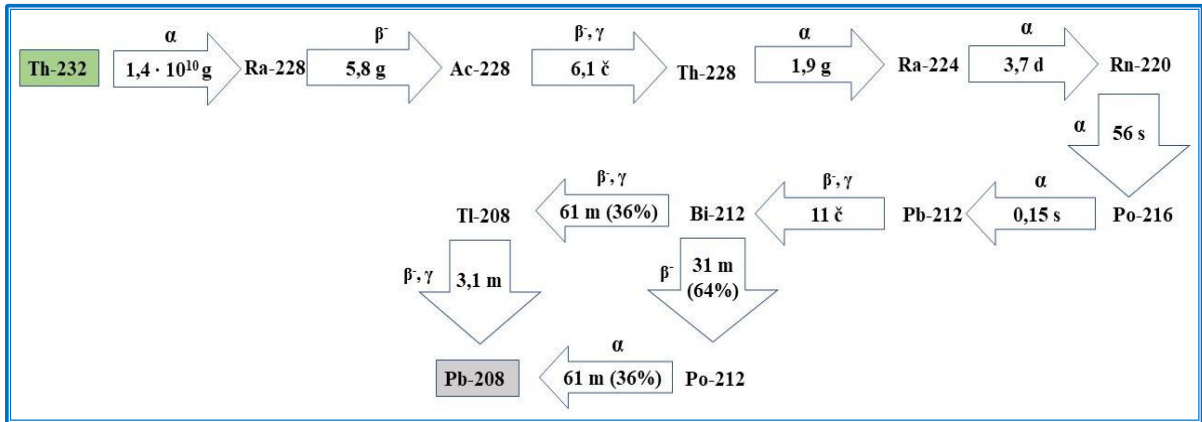 α
β⁻
β⁻, γ
α
α
Th-232
1,4 · 10¹⁰ g
Ra-228
5,8 g
Ac-228
6,1 č
Th-228
1,9 g
Ra-224
3,7 d
Rn-220
α
56 s
β⁻, γ
β⁻, γ
α
Tl-208
61 m (36%)
Bi-212
11 č
Pb-212
0,15 s
Po-216
β⁻, γ
3,1 m
β⁻
31 m
(64%)
α
Pb-208
61 m (36%)
Po-212